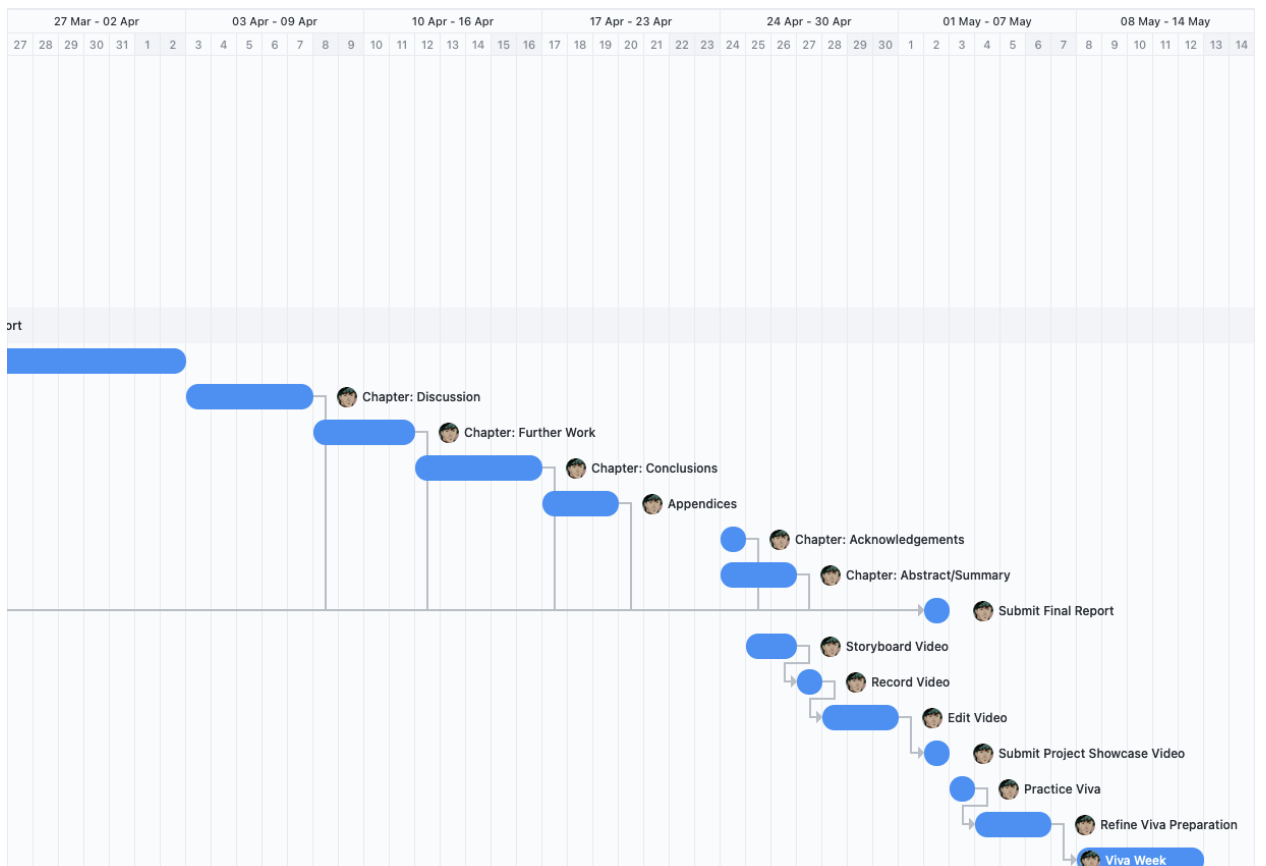 27 Mar - 02 Apr 03 Apr - 09 Apr 10 Apr - 16 Apr 17 Apr - 23 Apr 24 Apr - 30 Apr 01 May - 07 May 08 May - 14 May
27 28 29 30 31 1 2 3 4 5 6 7 8 9 10 11 12 13 14 15 16 17 18 19 20 21 22 23 24 25 26 27 28 29 30 1 2 3 4 5 6 7 8 9 10 11 12 13 14
ort
Chapter: Discussion
Chapter: Further Work
Chapter: Conclusions
Appendices
Chapter: Acknowledgements
Chapter: Abstract/Summary
Submit Final Report
Storyboard Video
Record Video
Edit Video
Submit Project Showcase Video
Practice Viva
Refine Viva Preparation
Viva Week